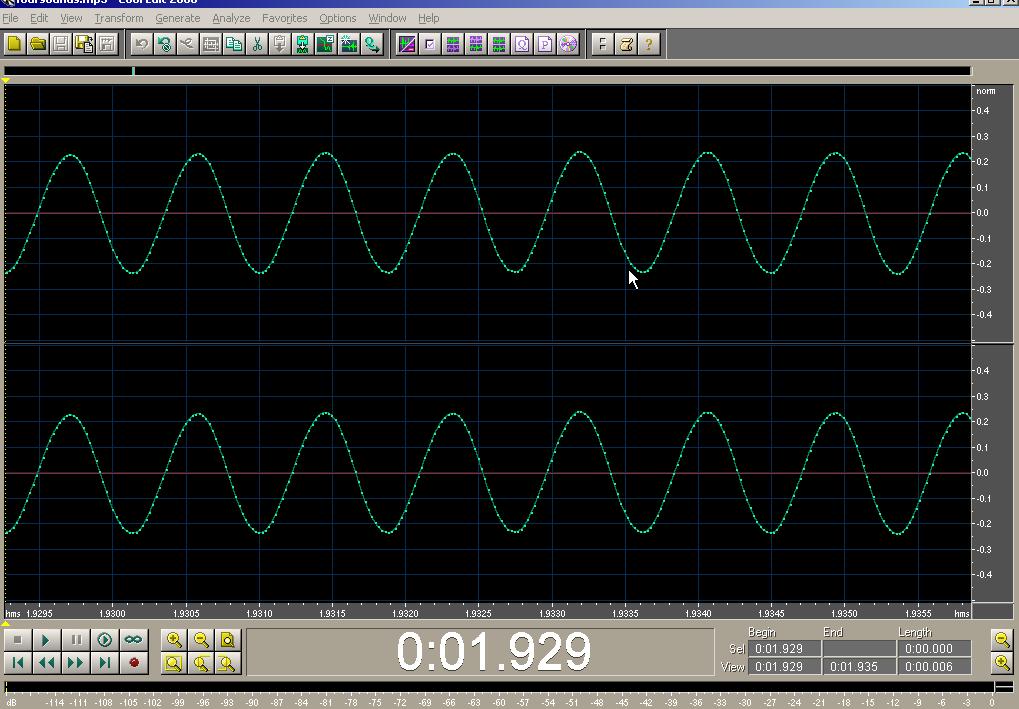 foursounds.mp3 - Cool Edit 2000
File Edit View Transform Generate Analyze Favorites Options Window Help
Q P F ?
norm
0.4
0.3
0.2
0.1
0.0
-0.1
-0.2
-0.3
-0.4
0.4
0.3
0.2
0.1
0.0
-0.1
-0.2
-0.3
-0.4
hms 1.9295 1.9300 1.9305 1.9310 1.9315 1.9320 1.9325 1.9330 1.9335 1.9340 1.9345 1.9350 1.9355 hms
0:01.929
Begin End Length
Sel 0:01.929 0:00.000
View 0:01.929 0:01.935 0:00.006
dB -114 -111 -108 -105 -102 -99 -96 -93 -90 -87 -84 -81 -78 -75 -72 -69 -66 -63 -60 -57 -54 -51 -48 -45 -42 -39 -36 -33 -30 -27 -24 -21 -18 -15 -12 -9 -6 -3 0